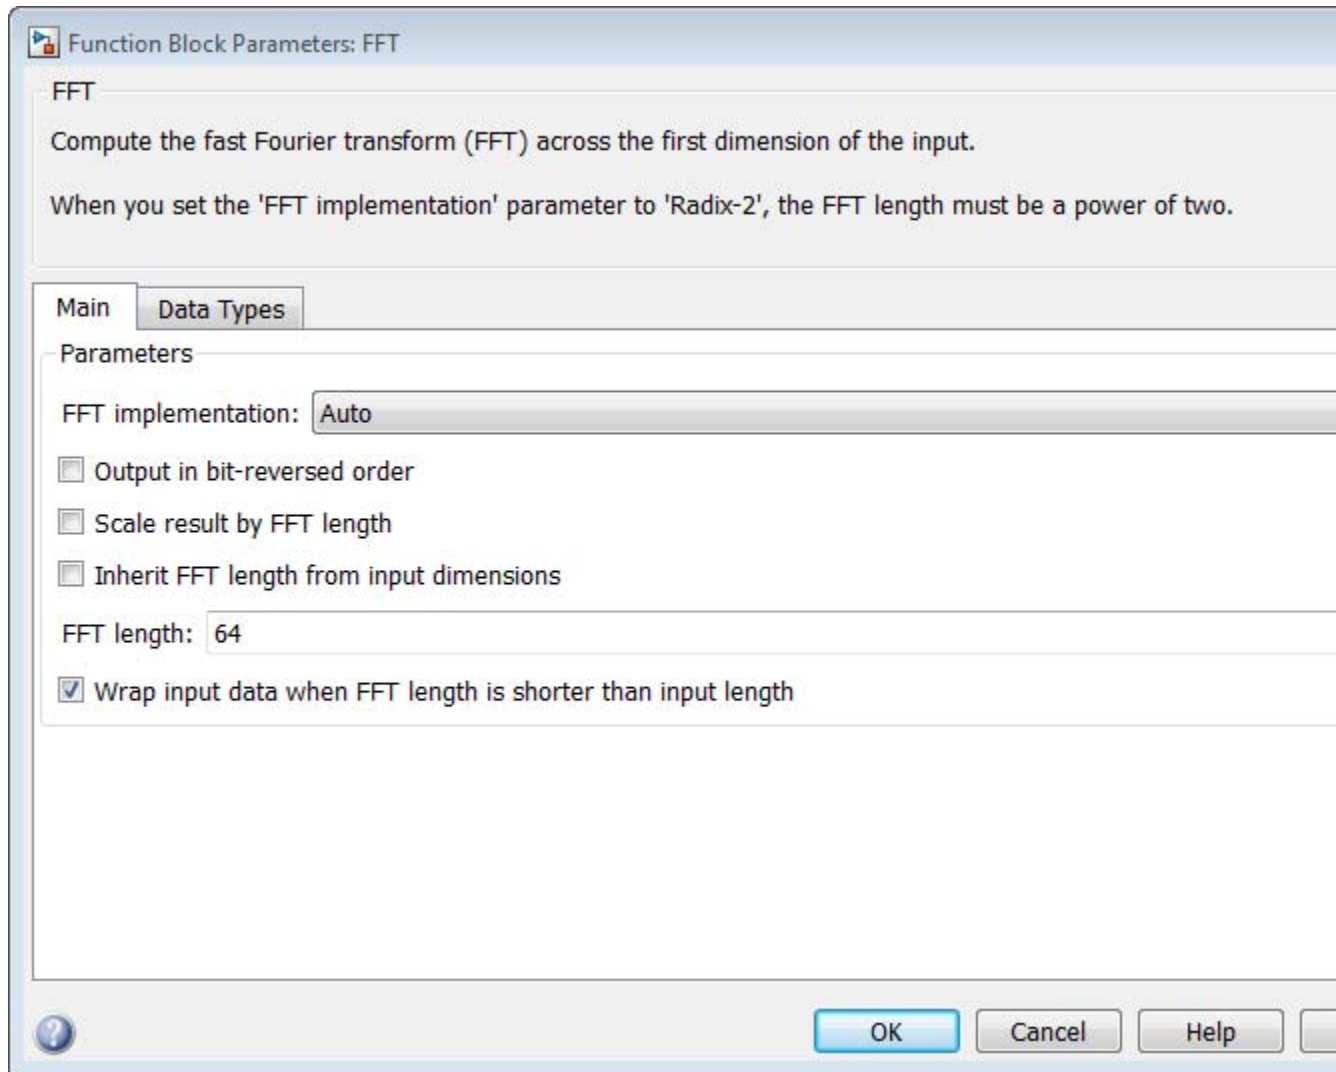 Function Block Parameters: FFT
FFT
Compute the fast Fourier transform (FFT) across the first dimension of the input.
When you set the 'FFT implementation' parameter to 'Radix-2', the FFT length must be a power of two.
Main Data Types
Parameters
FFT implementation: Auto
Output in bit-reversed order
Scale result by FFT length
Inherit FFT length from input dimensions
FFT length: 64
Wrap input data when FFT length is shorter than input length
? OK Cancel Help